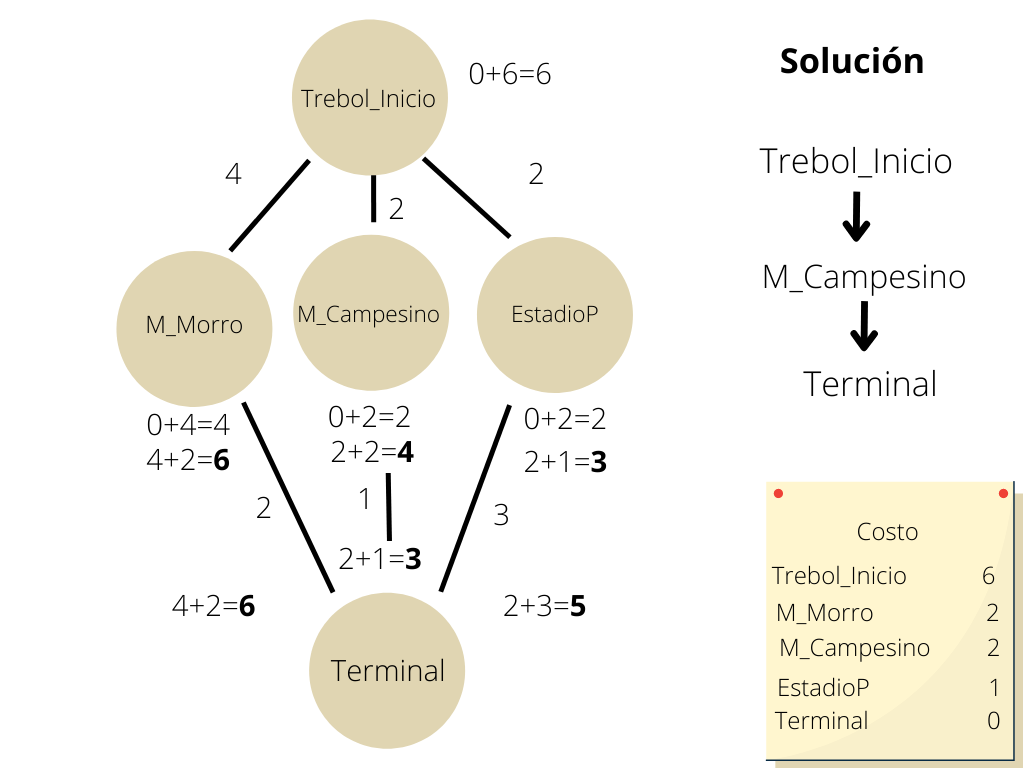 Trebol_Inicio
0+6=6
4
2
2
M_Morro
M_Campesino
EstadioP
0+4=4
4+2=6
0+2=2
2+2=4
0+2=2
2+1=3
2
1
3
2+1=3
4+2=6
2+3=5
Terminal
Solución
Trebol_Inicio
M_Campesino
Terminal
Costo
Trebol_Inicio 6
M_Morro 2
M_Campesino 2
EstadioP 1
Terminal 0